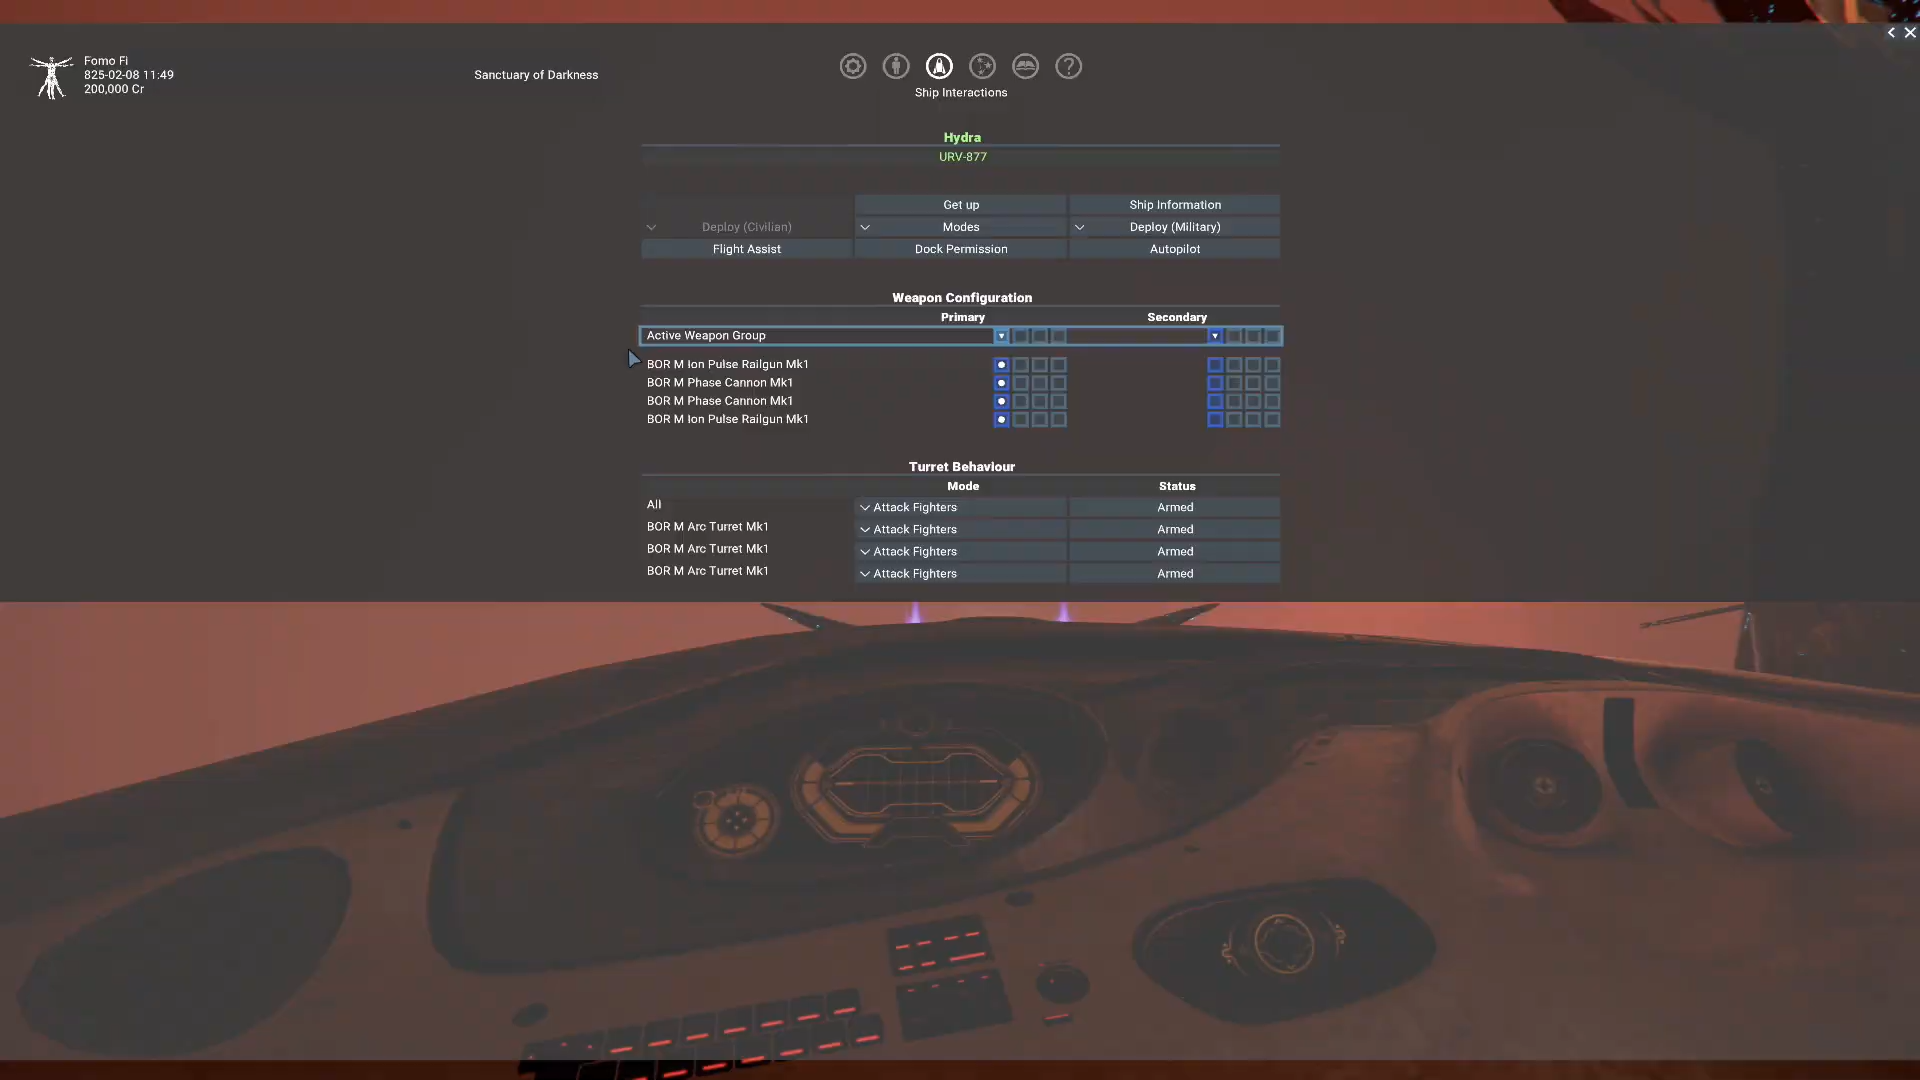 Fomo Fi
825-02-08 11:49
200,000 Cr
Sanctuary of Darkness
?
Ship Interactions
Hydra
URV-877
Get up
Ship Information
Deploy (Civilian)
Modes
Deploy (Military)
Flight Assist
Dock Permission
Autopilot
Weapon Configuration
Primary
Secondary
Active Weapon Group
BOR M Ion Pulse Railgun Mk1
BOR M Phase Cannon Mk1
BOR M Phase Cannon Mk1
BOR M Ion Pulse Railgun Mk1
Turret Behaviour
Mode
Status
All
Attack Fighters
Armed
BOR M Arc Turret Mk1
Attack Fighters
Armed
BOR M Arc Turret Mk1
Attack Fighters
Armed
BOR M Arc Turret Mk1
Attack Fighters
Armed